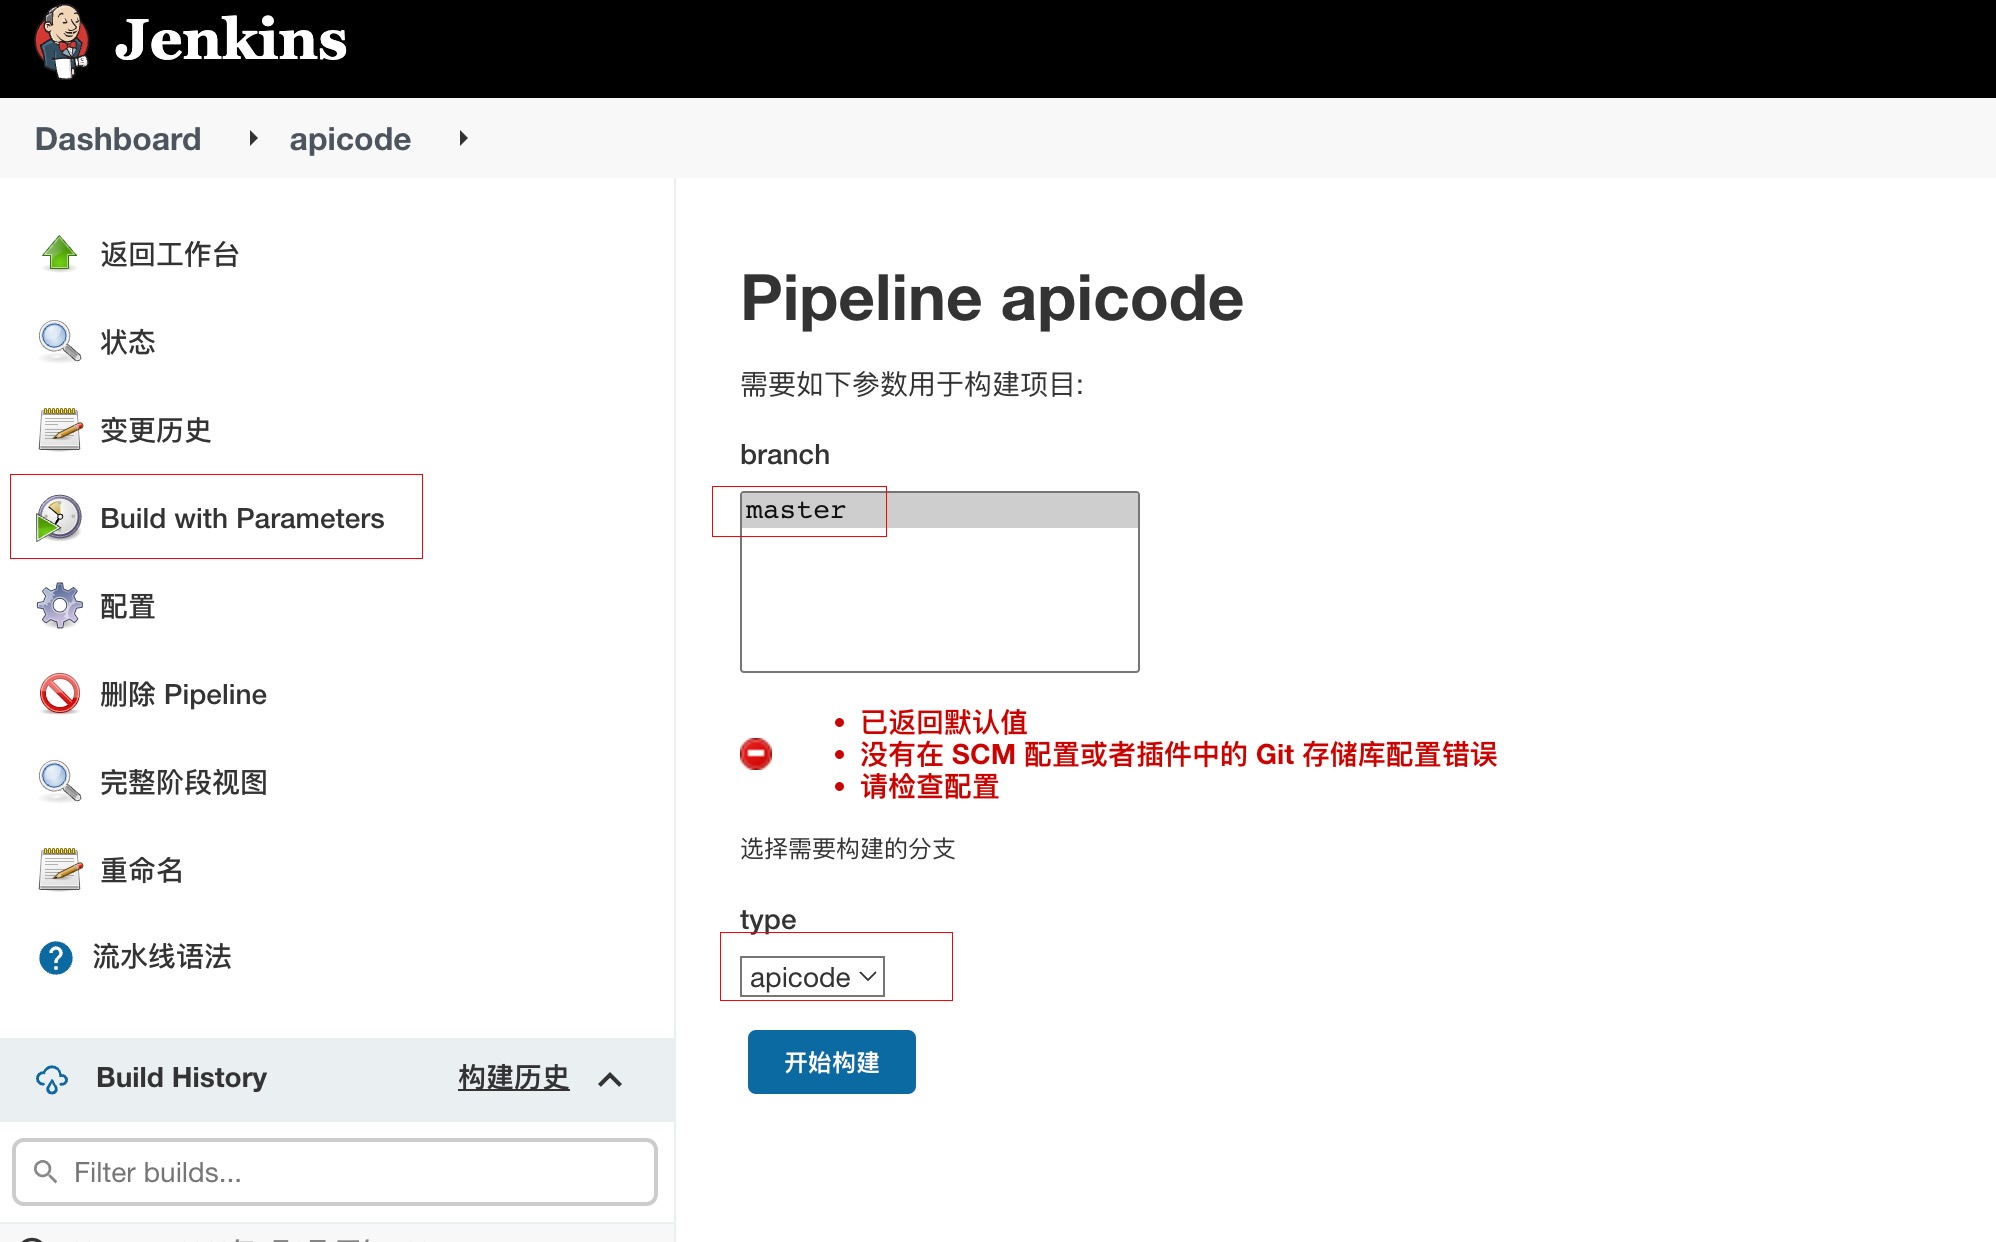 Jenkins
Dashboard
apicode
返回工作台
状态
变更历史
Build with Parameters
配置
删除 Pipeline
完整阶段视图
重命名
流水线语法
Build History
构建历史
Filter builds...
Pipeline apicode
需要如下参数用于构建项目:
branch
master
已返回默认值
没有在 SCM 配置或者插件中的 Git 存储库配置错误
请检查配置
选择需要构建的分支
type
apicode
开始构建